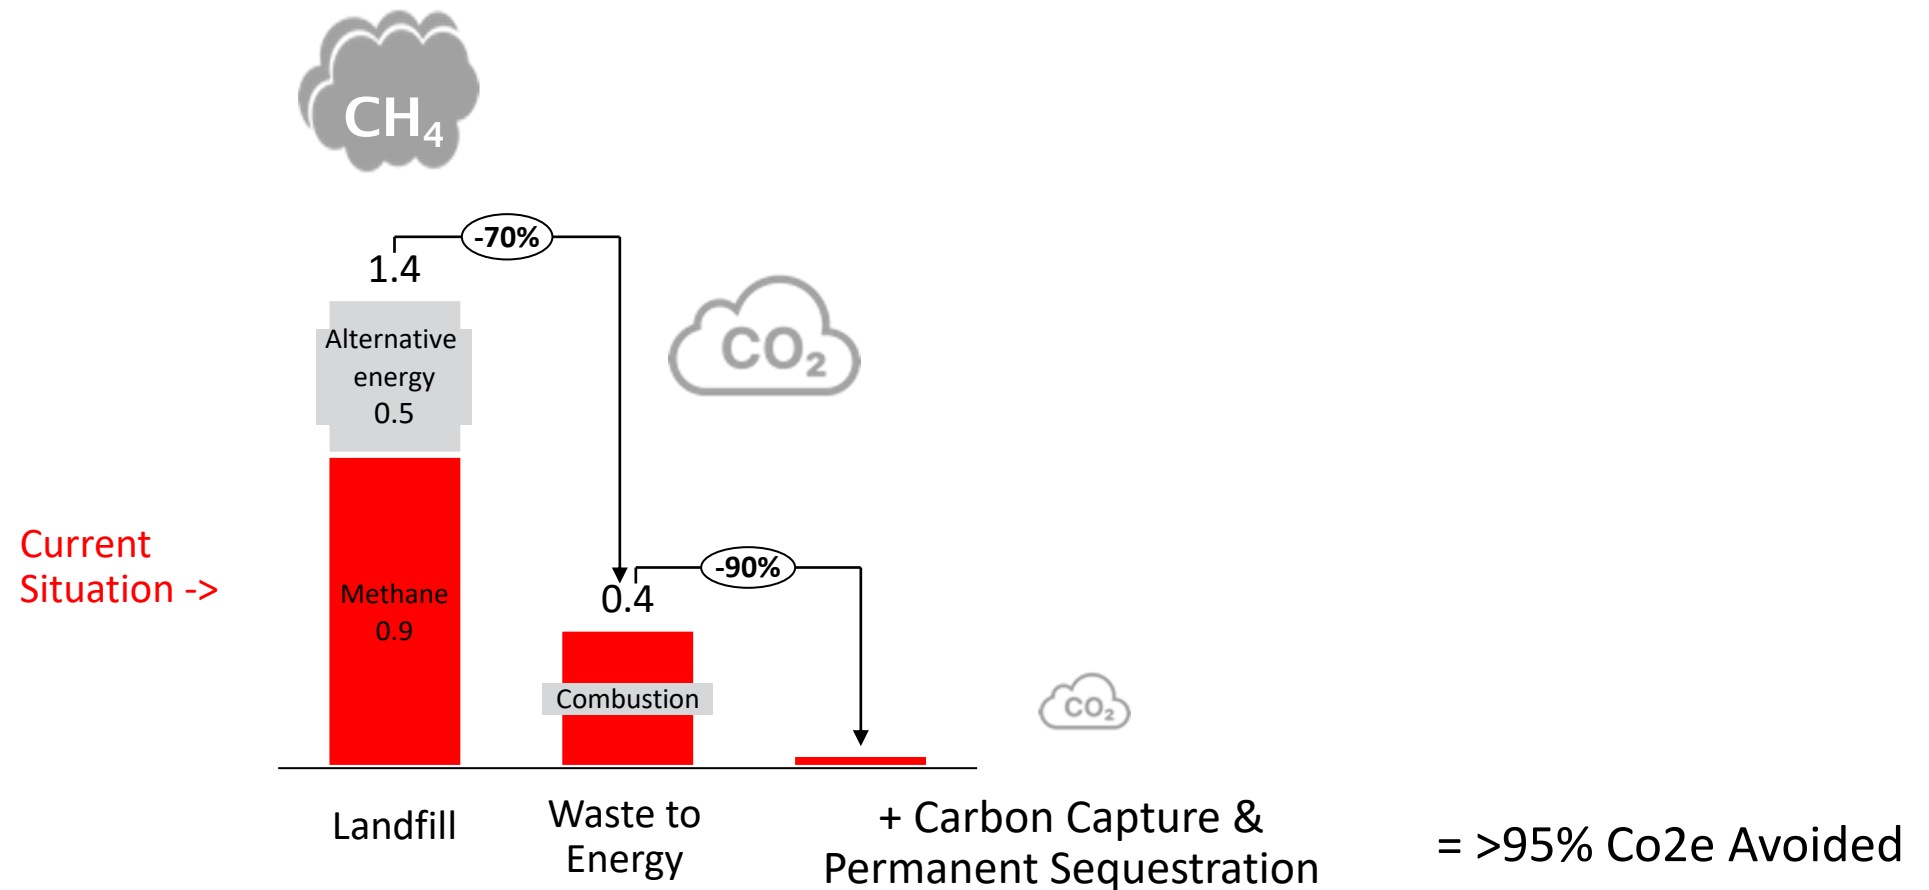 CH₄
-70%
1.4
Alternative
energy
0.5
CO₂
Current
Situation ->
Methane
0.9
-90%
0.4
Combustion
CO₂
Landfill
Waste to
Energy
+ Carbon Capture &
Permanent Sequestration
= >95% Co2e Avoided